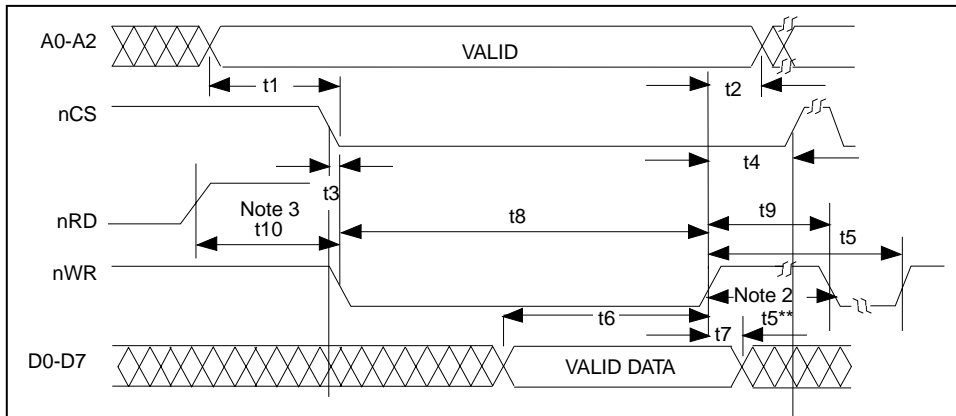 A0-A2
VALID
t1
t2
nCS
t3
t4
nRD
Note 3
t10
t8
t9
t5
nWR
Note 2
t6
t5**
t7
D0-D7
VALID DATA